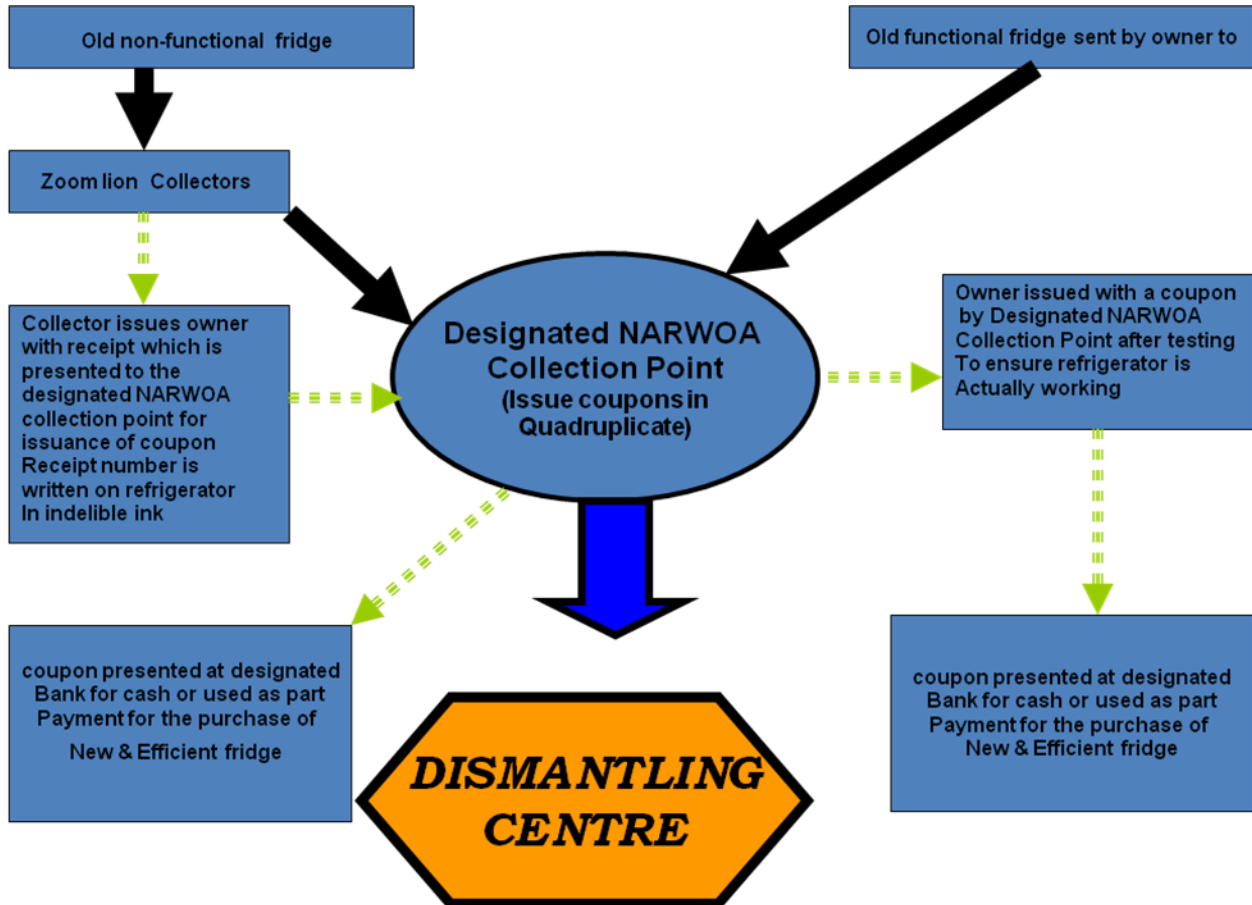 Old non-functional fridge
Old functional fridge sent by owner to
Zoom lion Collectors
Collector issues owner
with receipt which is
presented to the
designated NARWOA
collection point for
issuance of coupon
Receipt number is
written on refrigerator
In indelible ink
Designated NARWOA
Collection Point
(Issue coupons in
Quadruplicate)
Owner issued with a coupon
by Designated NARWOA
Collection Point after testing
To ensure refrigerator is
Actually working
coupon presented at designated
Bank for cash or used as part
Payment for the purchase of
New & Efficient fridge
DISMANTLING
CENTRE
coupon presented at designated
Bank for cash or used as part
Payment for the purchase of
New & Efficient fridge